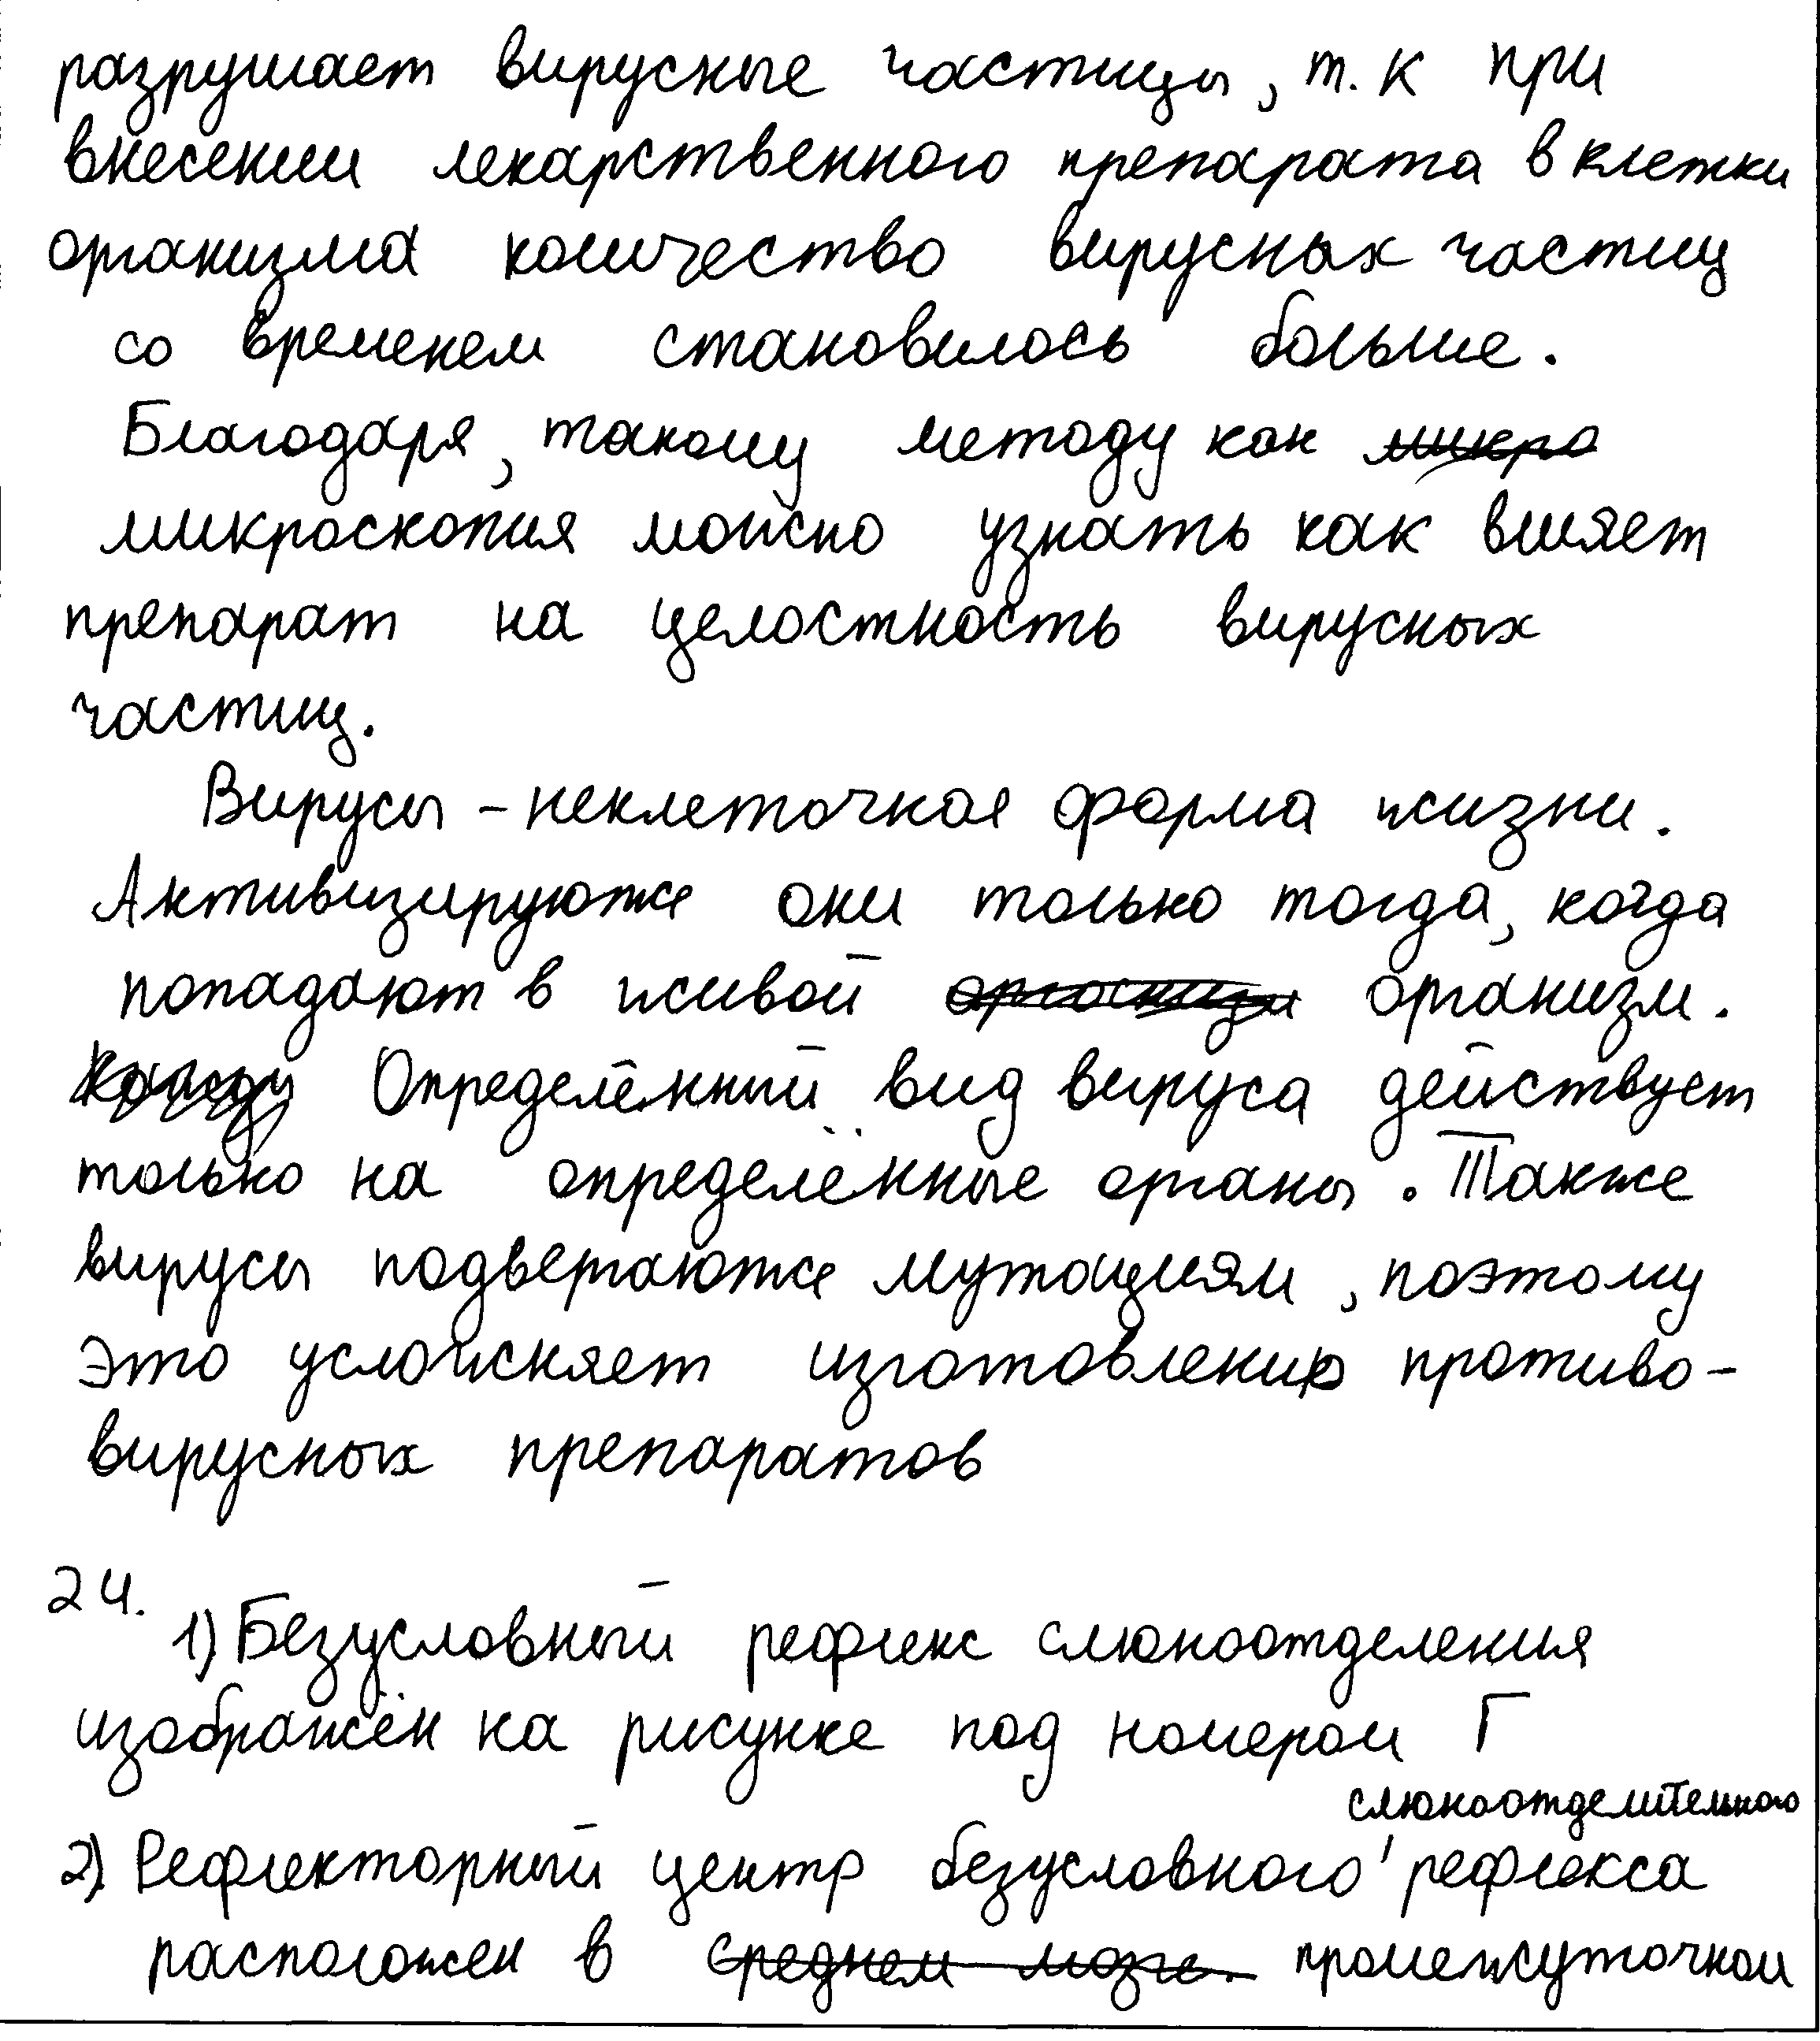 разрушает вирусные частицы, т.к при
внесении лекарственного препарата в клетки
организма количество вирусных частиц
со временем становилось больше.
Благодаря, такому методу как микро
микроскопия можно узнать как влияет
препарат на целостность вирусных
частиц.
Вирусы - неклеточная форма жизни.
Активизируются они только тогда, когда
попадают в живой организм.
Определённый вид вируса действует
только на определённые органы. Также
вирусы подвергаются мутациям, поэтому
это усложняет изготовление противо-
вирусных препаратов
24.
1) Безусловный рефлекс слюноотделения
изображён на рисунке под номером Г
слюноотделительного
2) Рефлекторный центр безусловного рефлекса
расположен в среднем мозге. промежуточном